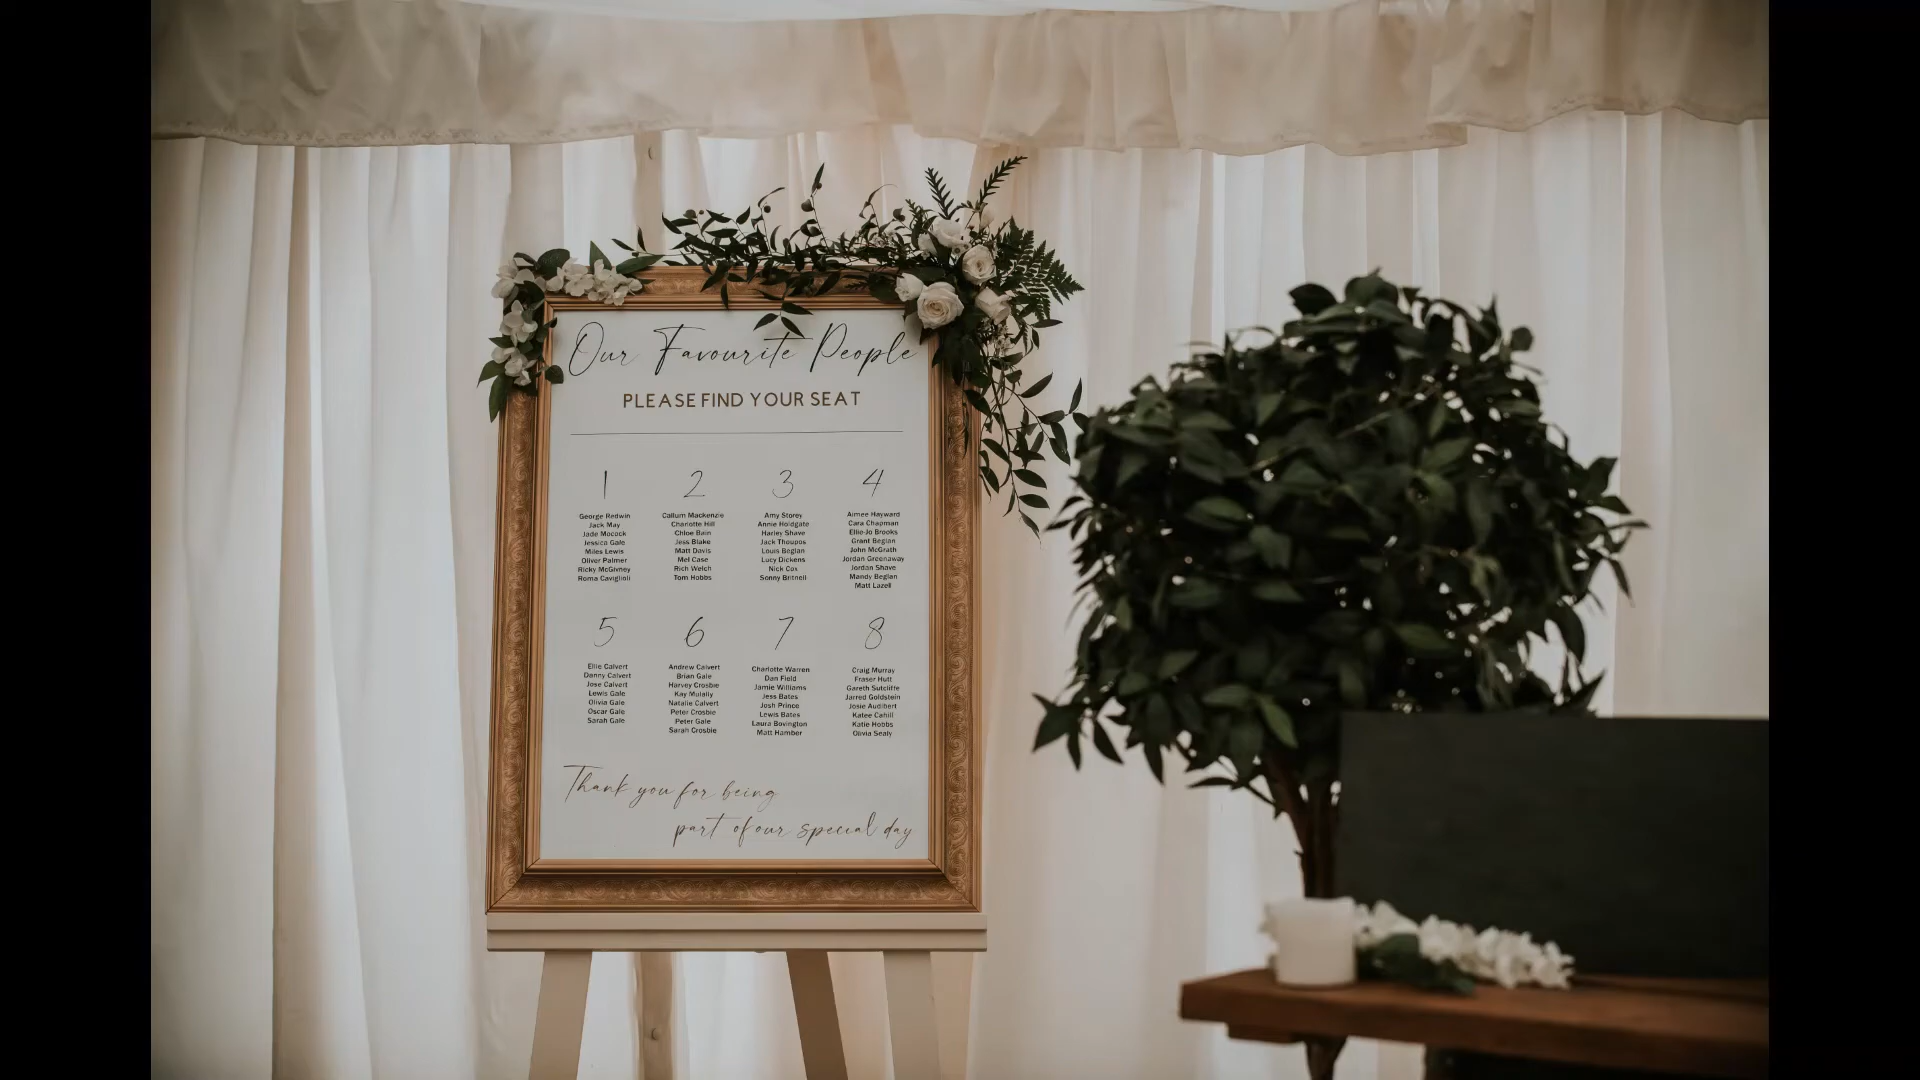 Our Favourite People
PLEASE FIND YOUR SEAT
1
George Redwin
Jack May
Jade Mocock
Jessica Gale
Miles Lewis
Oliver Palmer
Ricky McGivney
Roma Caviglioli
2
Callum Mackenzie
Charlotte Hill
Chloe Bain
Jess Blake
Matt Davis
Mel Case
Rich Welch
Tom Hobbs
3
Amy Storey
Annie Holdgate
Harley Shave
Jack Thoupos
Louis Beglan
Lucy Dickens
Nick Cox
Sonny Britnell
4
Aimee Hayward
Cara Chapman
Ellie-Jo Brooks
Grant Beglan
John McGrath
Jordan Greenaway
Jordan Shave
Mandy Beglan
Matt Lazell
5
Ellie Calvert
Danny Calvert
Jose Calvert
Lewis Gale
Olivia Gale
Oscar Gale
Sarah Gale
6
Andrew Calvert
Brian Gale
Harvey Crosbie
Kay Mulally
Natalie Calvert
Peter Crosbie
Peter Gale
Sarah Crosbie
7
Charlotte Warren
Dan Field
Jamie Williams
Jess Bates
Josh Prince
Lewis Bates
Laura Bovington
Matt Hamber
8
Craig Murray
Fraser Hutt
Gareth Sutcliffe
Jarred Goldstein
Josie Audibert
Katee Cahill
Katie Hobbs
Olivia Sealy
Thank you for being
part of our special day